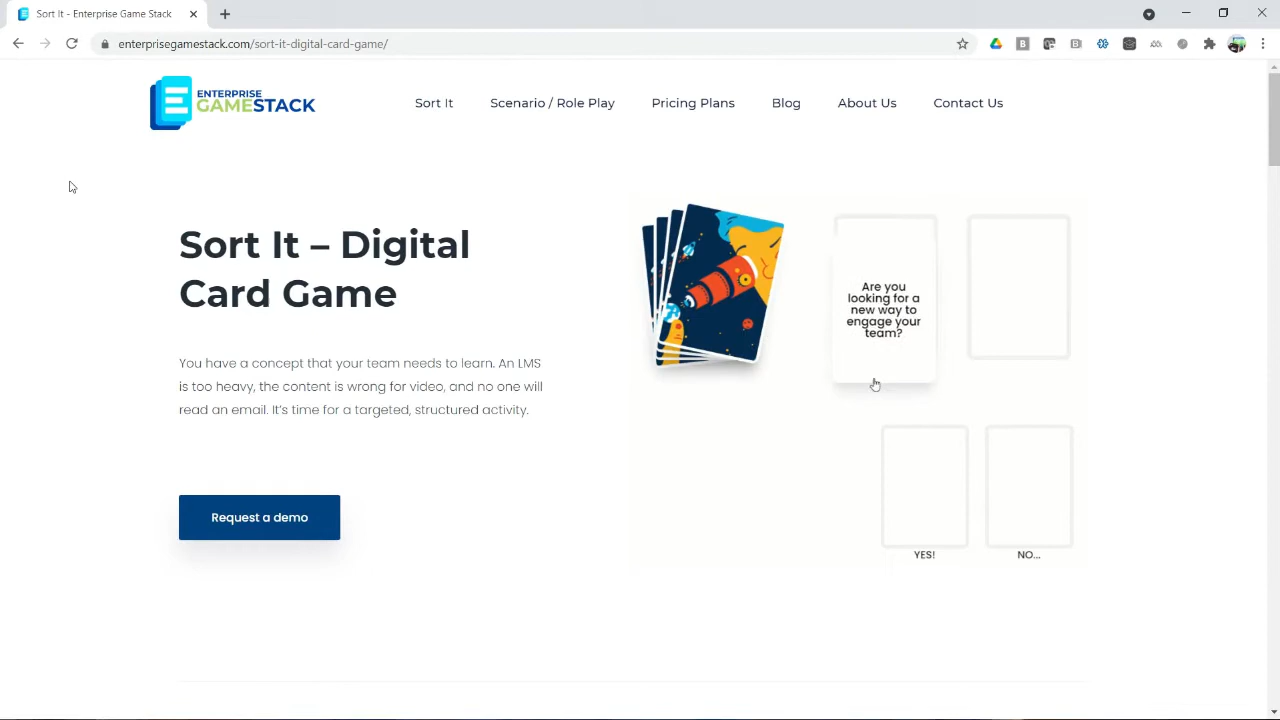 Sort It - Enterprise Game Stack
enterprisegamestack.com/sort-it-digital-card-game/
ENTERPRISE
GAMESTACK
Sort It
Scenario / Role Play
Pricing Plans
Blog
About Us
Contact Us
Sort It – Digital
Card Game
You have a concept that your team needs to learn. An LMS
is too heavy, the content is wrong for video, and no one will
read an email. It's time for a targeted, structured activity.
Request a demo
Are you
looking for a
new way to
engage your
team?
YES!
NO...